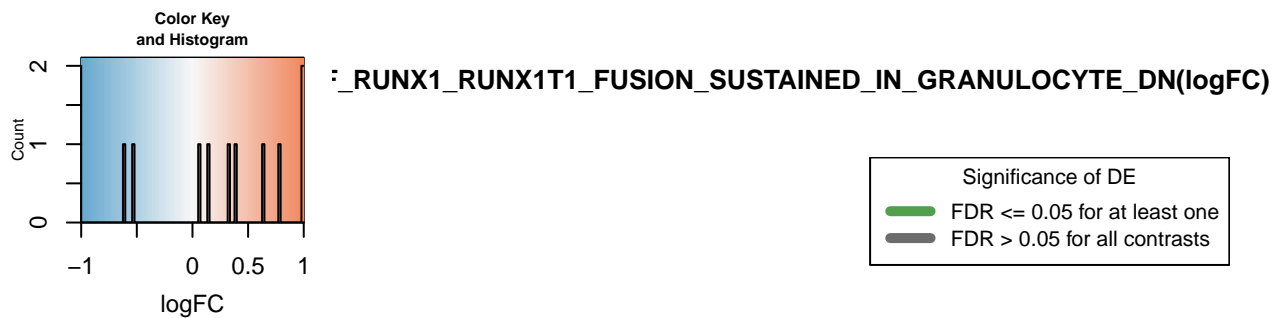 Color Key
and Histogram
_RUNX1_RUNX1T1_FUSION_SUSTAINED_IN_GRANULOCYTE_DN(logFC)
Count
0 1 2
−1 0 0.5 1
logFC
Significance of DE
FDR <= 0.05 for at least one
FDR > 0.05 for all contrasts